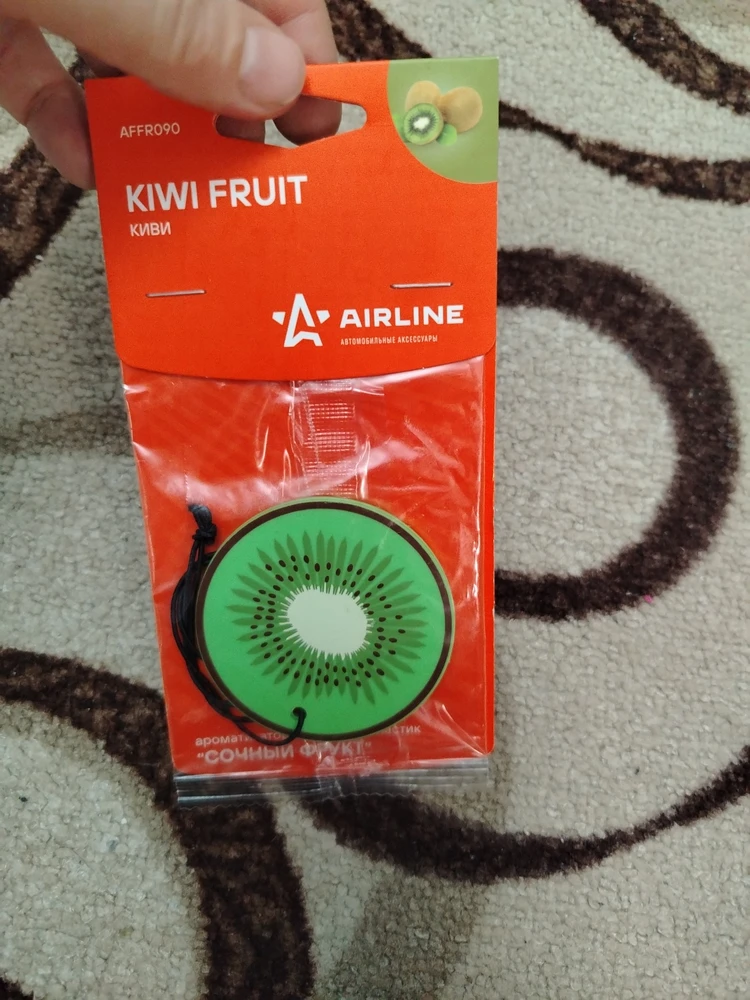 AFFR090
KIWI FRUIT
КИВИ
AIRLINE
АВТОМОБИЛЬНЫЕ АКСЕССУАРЫ
"СОЧНЫЙ ФРУКТ"